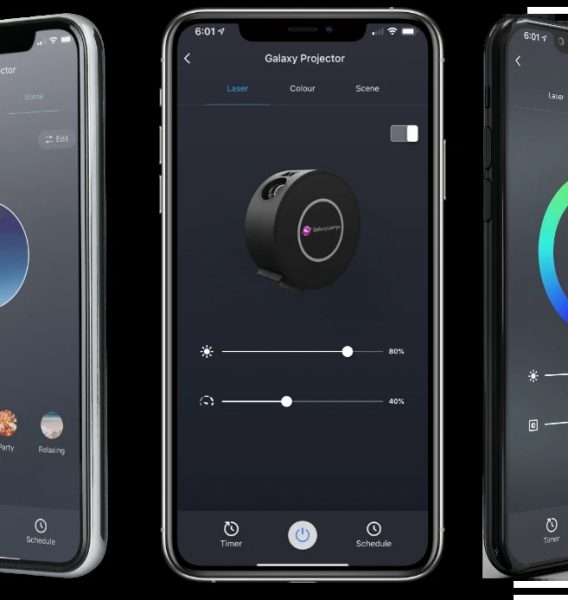 ctor
Scene
Edit
Party
Relaxing
Schedule
6:01
Galaxy Projector
Laser
Colour
Scene
GalaxyLamps
80%
40%
Timer
Schedule
6:01
Laser
Timer